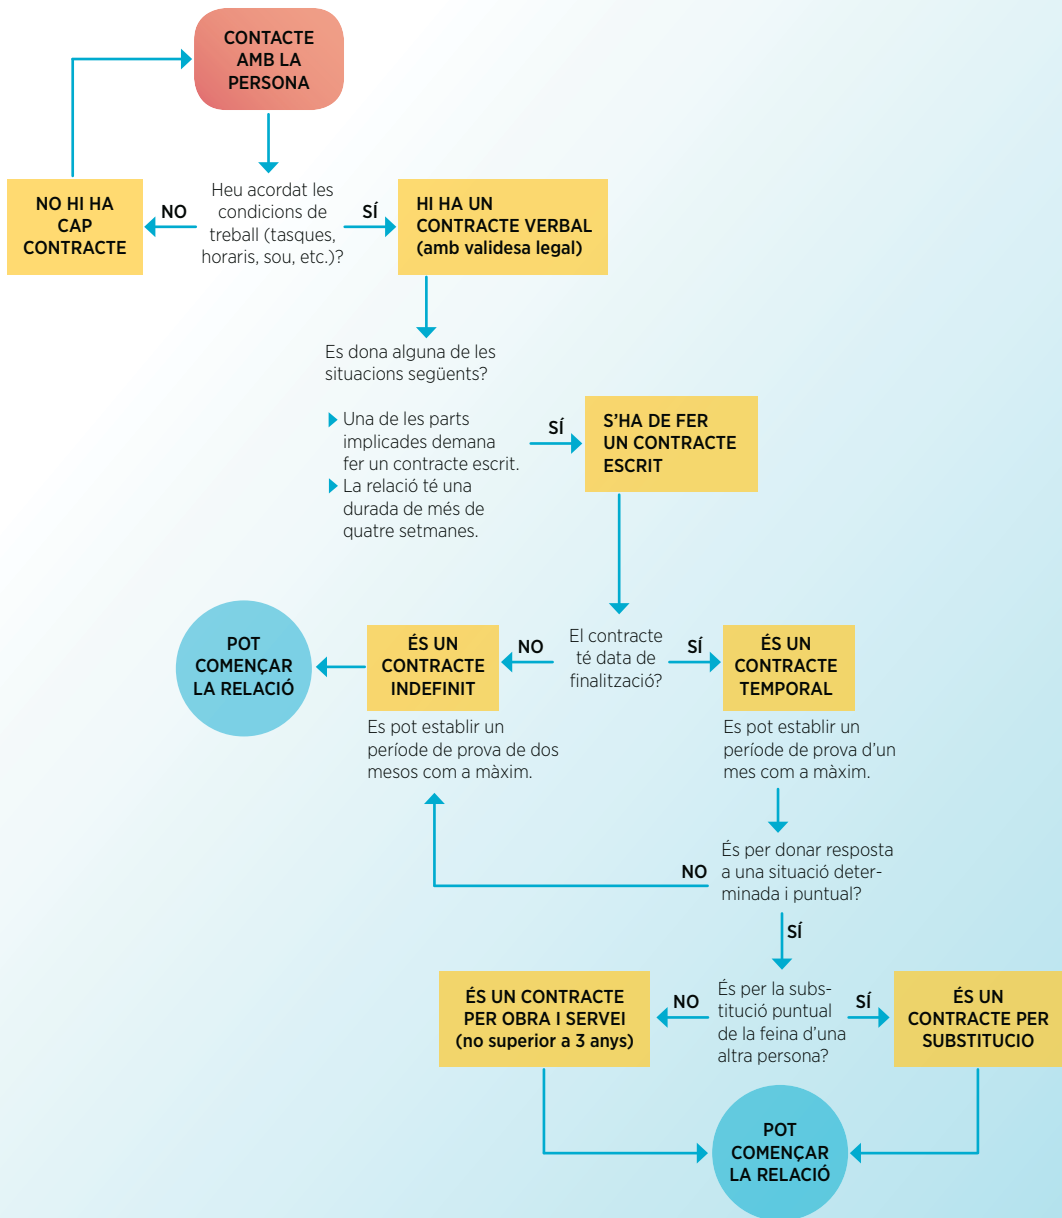 CONTACTE
AMB LA
PERSONA
NO HI HA
CAP
CONTRACTE
NO
Heu acordat les
condicions de
treball (tasques,
horaris, sou, etc.)?
SÍ
HI HA UN
CONTRACTE VERBAL
(amb validesa legal)
Es dona alguna de les
situacions següents?
Una de les parts
implicades demana
fer un contracte escrit.
La relació té una
durada de més de
quatre setmanes.
SÍ
S'HA DE FER
UN CONTRACTE
ESCRIT
POT
COMENÇAR
LA RELACIÓ
ÉS UN
CONTRACTE
INDEFINIT
NO
El contracte
té data de
finalització?
SÍ
ÉS UN
CONTRACTE
TEMPORAL
Es pot establir un
període de prova de dos
mesos com a màxim.
Es pot establir un
període de prova d'un
mes com a màxim.
NO
És per donar resposta
a una situació deter-
minada i puntual?
SÍ
ÉS UN CONTRACTE
PER OBRA I SERVEI
(no superior a 3 anys)
NO
És per la subs-
titució puntual
de la feina d'una
altra persona?
SÍ
ÉS UN
CONTRACTE PER
SUBSTITUCIO
POT
COMENÇAR
LA RELACIÓ